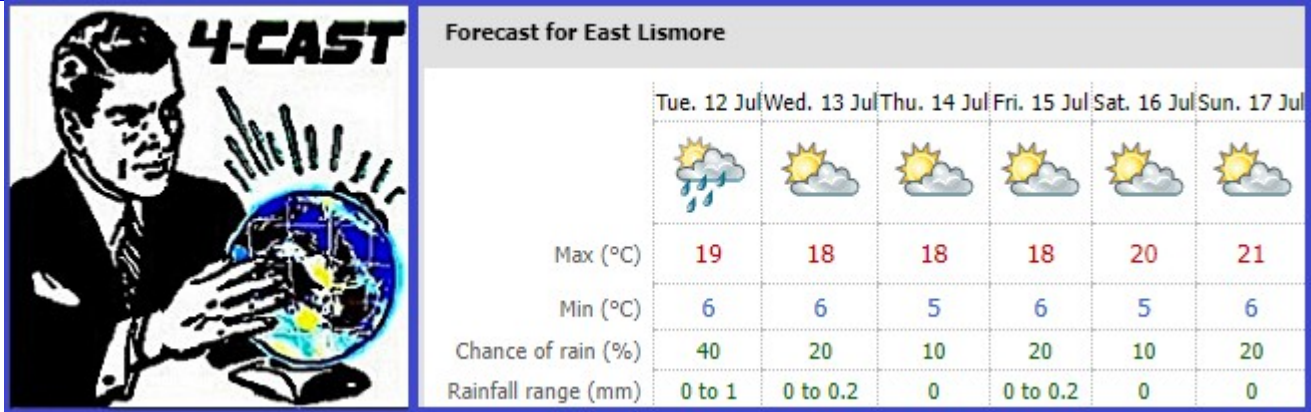 4-CAST
Forecast for East Lismore
Tue. 12 Jul Wed. 13 Jul Thu. 14 Jul Fri. 15 Jul Sat. 16 Jul Sun. 17 Jul
Max (°C) 19 18 18 18 20 21
Min (°C) 6 6 5 6 5 6
Chance of rain (%) 40 20 10 20 10 20
Rainfall range (mm) 0 to 1 0 to 0.2 0 0 to 0.2 0 0